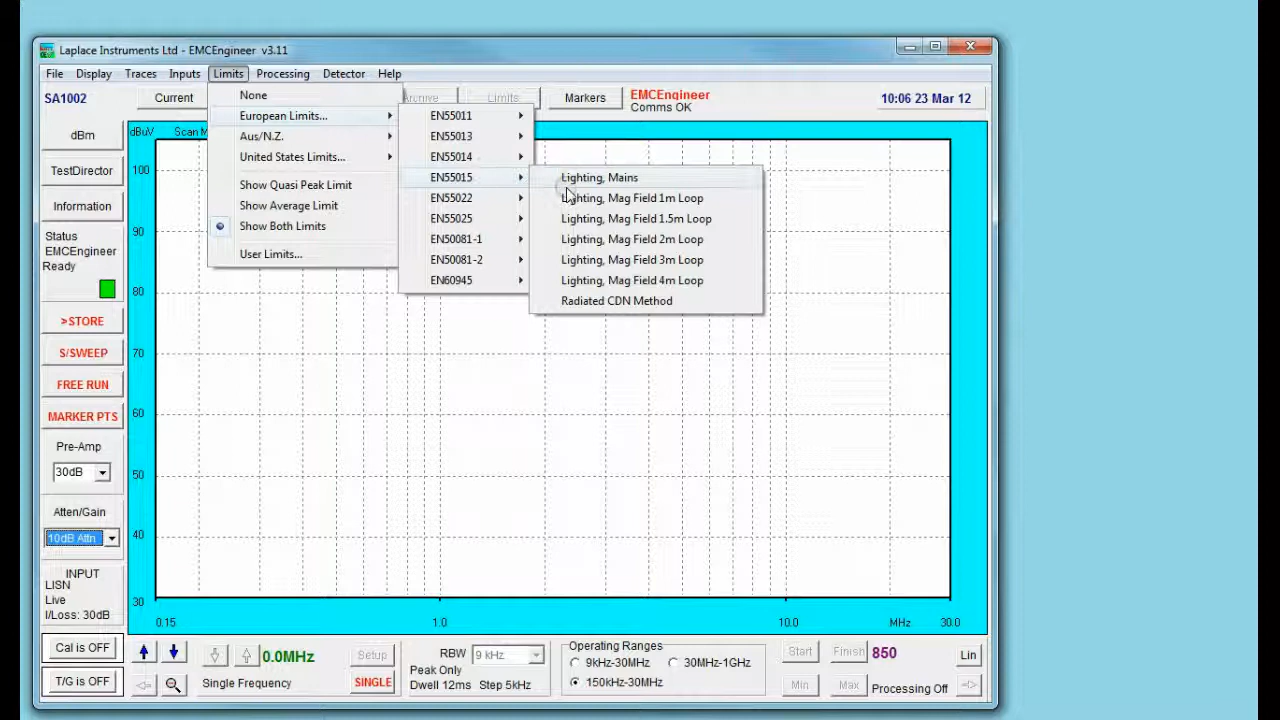 Laplace Instruments Ltd - EMCEngineer v3.11
File Display Traces Inputs Limits Processing Detector Help
SA1002 Current Archive Limits Markers EMCEngineer 10:06 23 Mar 12
Comms OK
None
European Limits...
Aus/N.Z.
United States Limits...
Show Quasi Peak Limit
Show Average Limit
Show Both Limits
User Limits...
EN55011
EN55013
EN55014
EN55015
EN55022
EN55025
EN50081-1
EN50081-2
EN60945
Lighting, Mains
Lighting, Mag Field 1m Loop
Lighting, Mag Field 1.5m Loop
Lighting, Mag Field 2m Loop
Lighting, Mag Field 3m Loop
Lighting, Mag Field 4m Loop
Radiated CDN Method
dBm
TestDirector
Information
Status
EMCEngineer
Ready
>STORE
S/SWEEP
FREE RUN
MARKER PTS
Pre-Amp
30dB
Atten/Gain
10dB Attn
INPUT
LISN
Live
I/Loss: 30dB
Cal is OFF
T/G is OFF
dBuV Scan
100
90
80
70
60
50
40
30
0.15 1.0 10.0 MHz 30.0
0.0MHz Setup
Single Frequency SINGLE
RBW 9 kHz
Peak Only
Dwell 12ms Step 5kHz
Operating Ranges
9kHz-30MHz 30MHz-1GHz
150kHz-30MHz
Start Finish 850 Lin
Min Max Processing Off